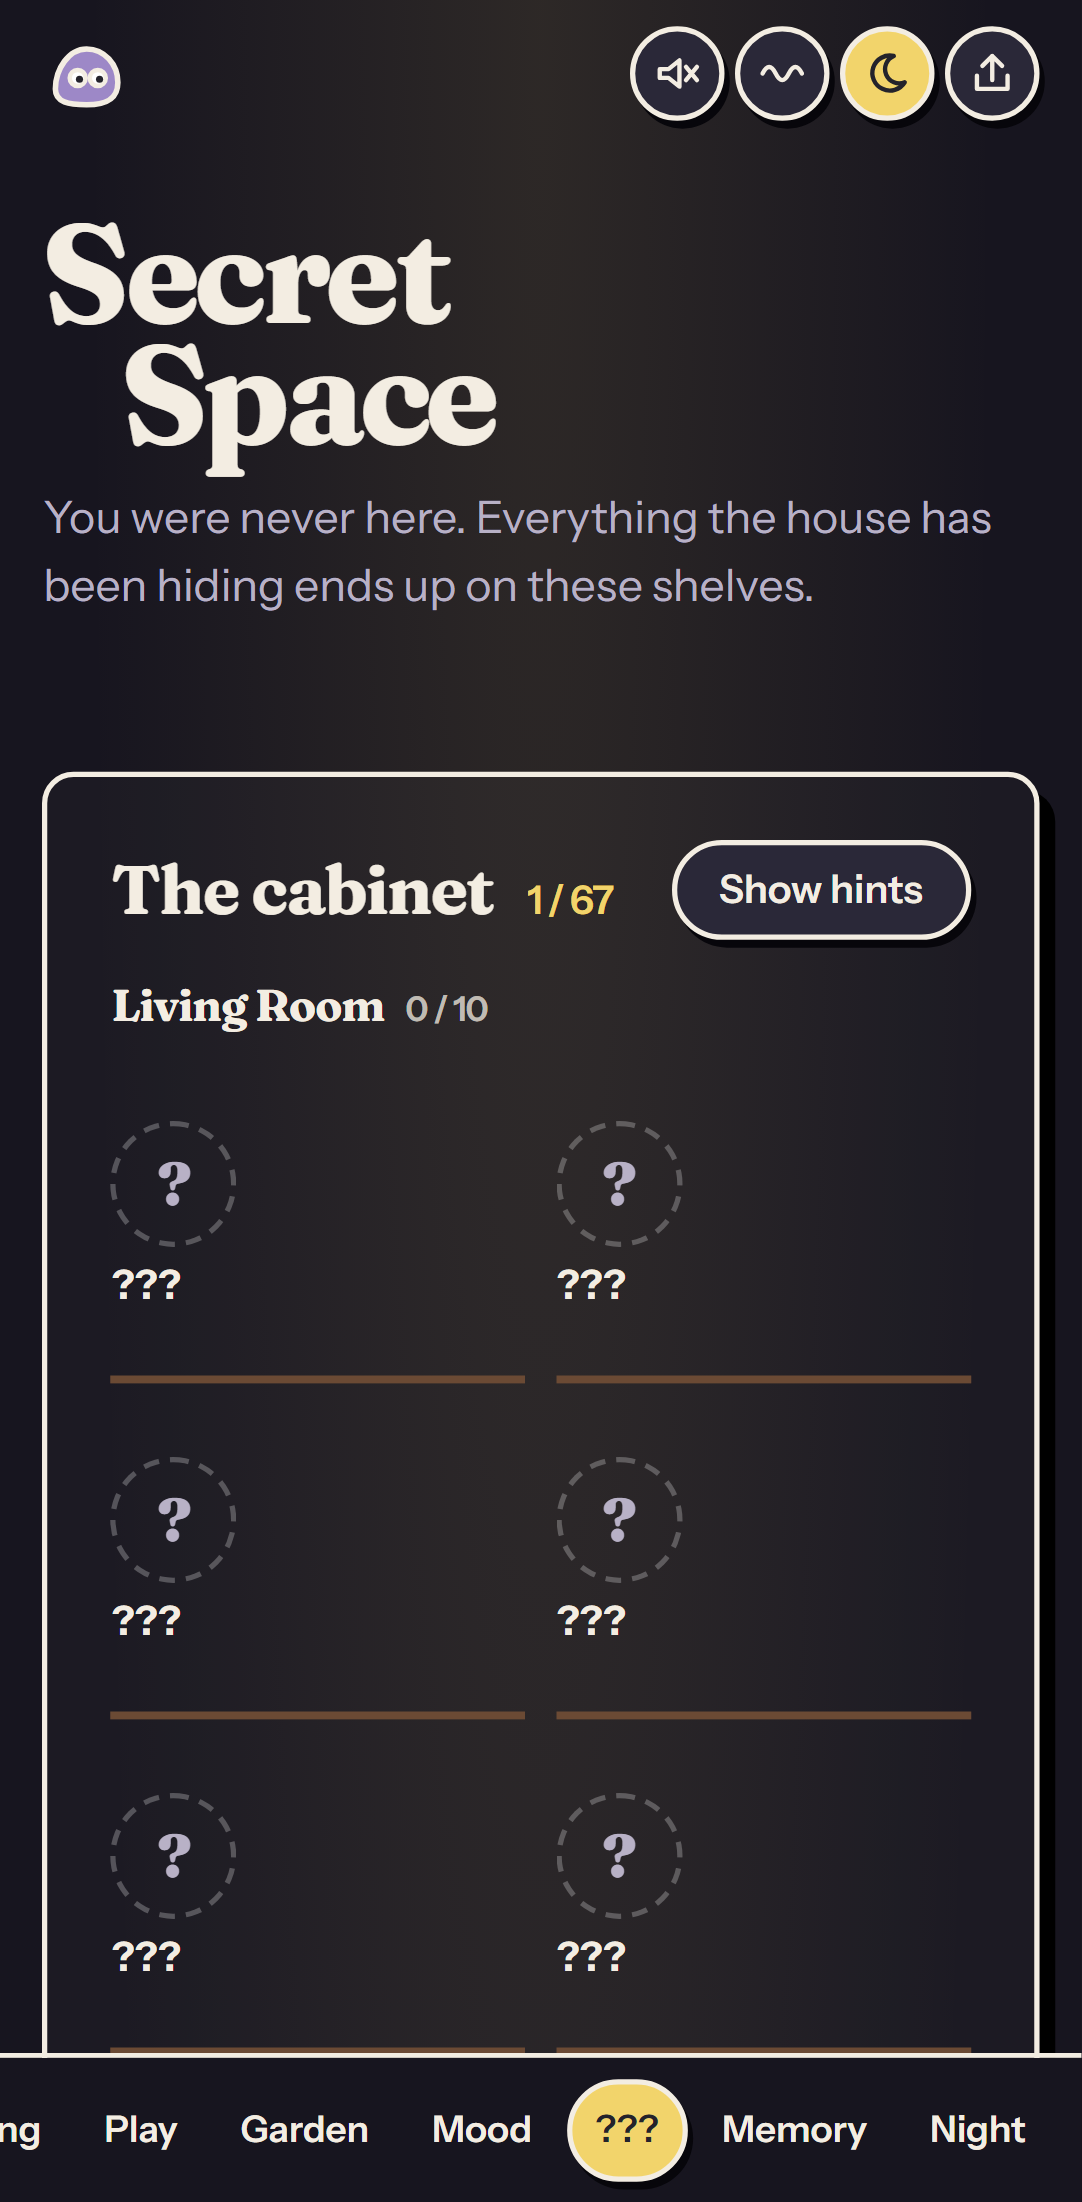 Secret
Space
You were never here. Everything the house has
been hiding ends up on these shelves.
The cabinet 1 / 67
Show hints
Living Room 0 / 10
? ?
??? ???
? ?
??? ???
? ?
??? ???
ng Play Garden Mood ??? Memory Night